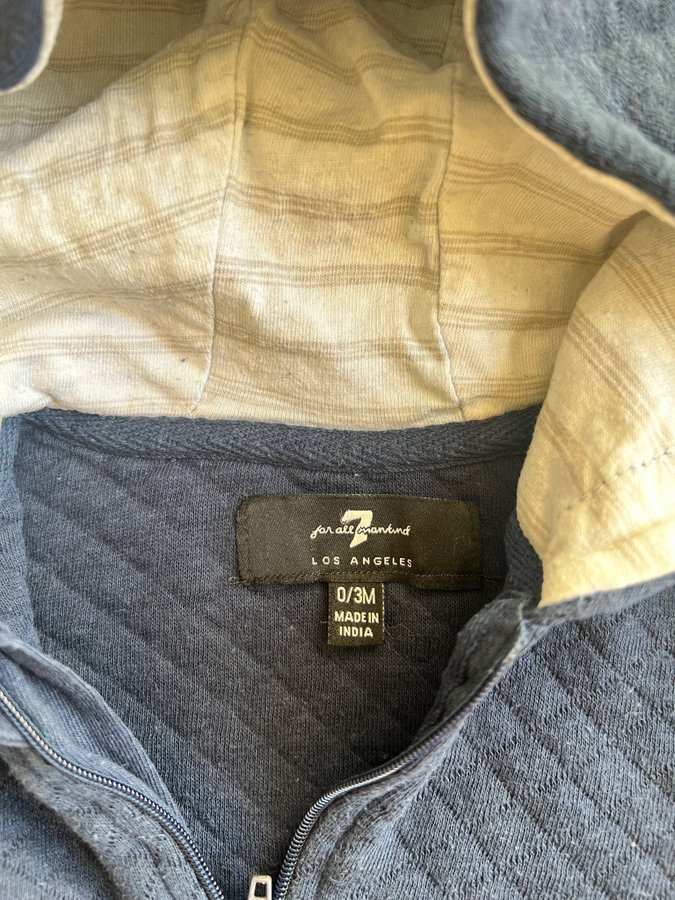 7
for all mankind
LOS ANGELES
0/3M
MADE IN
INDIA